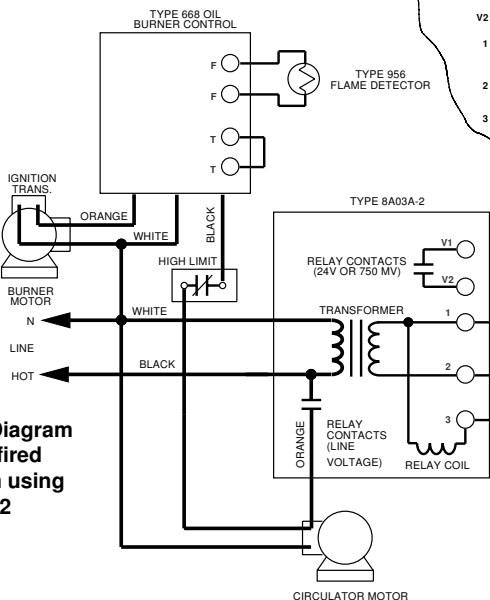 TYPE 668 OIL
BURNER CONTROL
V2
1
2
3
F
F
T
T
TYPE 956
FLAME DETECTOR
IGNITION
TRANS.
ORANGE
WHITE
BLACK
HIGH LIMIT
BURNER
MOTOR
TYPE 8A03A-2
RELAY CONTACTS
(24V OR 750 MV)
V1
V2
N
WHITE
TRANSFORMER
1
LINE
HOT
BLACK
2
3
ORANGE
RELAY
CONTACTS
(LINE
VOLTAGE)
RELAY COIL
Diagram
fired
using
2
CIRCULATOR MOTOR